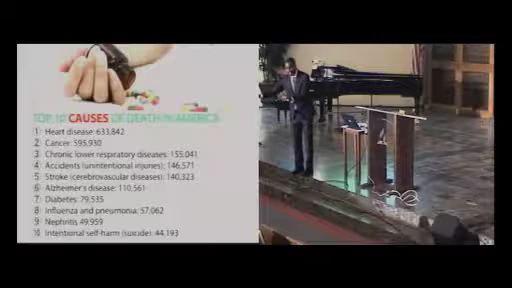 TOP 10 CAUSES OF DEATH IN AMERICA
1 Heart disease: 633,842
2 Cancer: 595,930
3 Chronic lower respiratory diseases: 155,041
4 Accidents (unintentional injuries): 146,571
5 Stroke (cerebrovascular diseases): 140,323
6 Alzheimer's disease: 110,561
7 Diabetes: 79,535
8 Influenza and pneumonia: 57,062
9 Nephritis 49,959
10 Intentional self-harm (suicide): 44,193